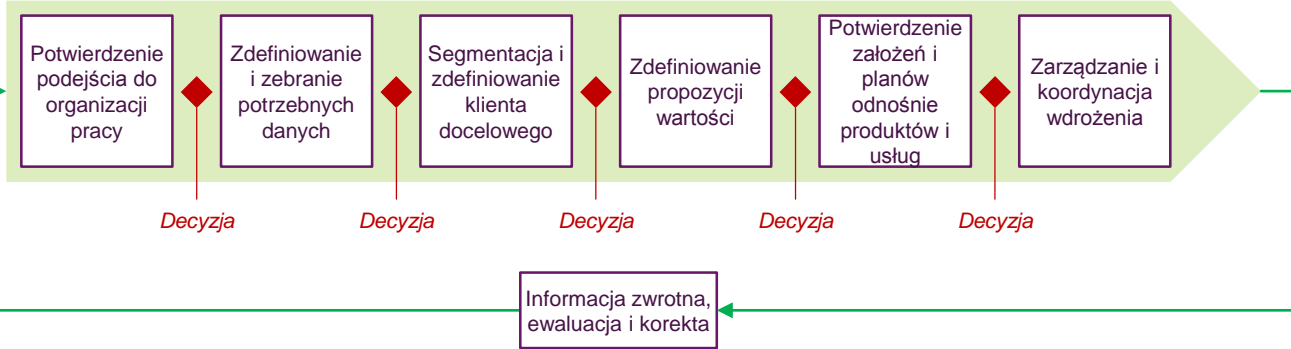 Potwierdzenie
podejścia do
organizacji
pracy
Zdefiniowanie
i zebranie
potrzebnych
danych
Segmentacja i
zdefiniowanie
klienta
docelowego
Zdefiniowanie
propozycji
wartości
Potwierdzenie
założeń i
planów
odnośnie
produktów i
usług
Zarządzanie i
koordynacja
wdrożenia
Decyzja
Decyzja
Decyzja
Decyzja
Decyzja
Informacja zwrotna,
ewaluacja i korekta